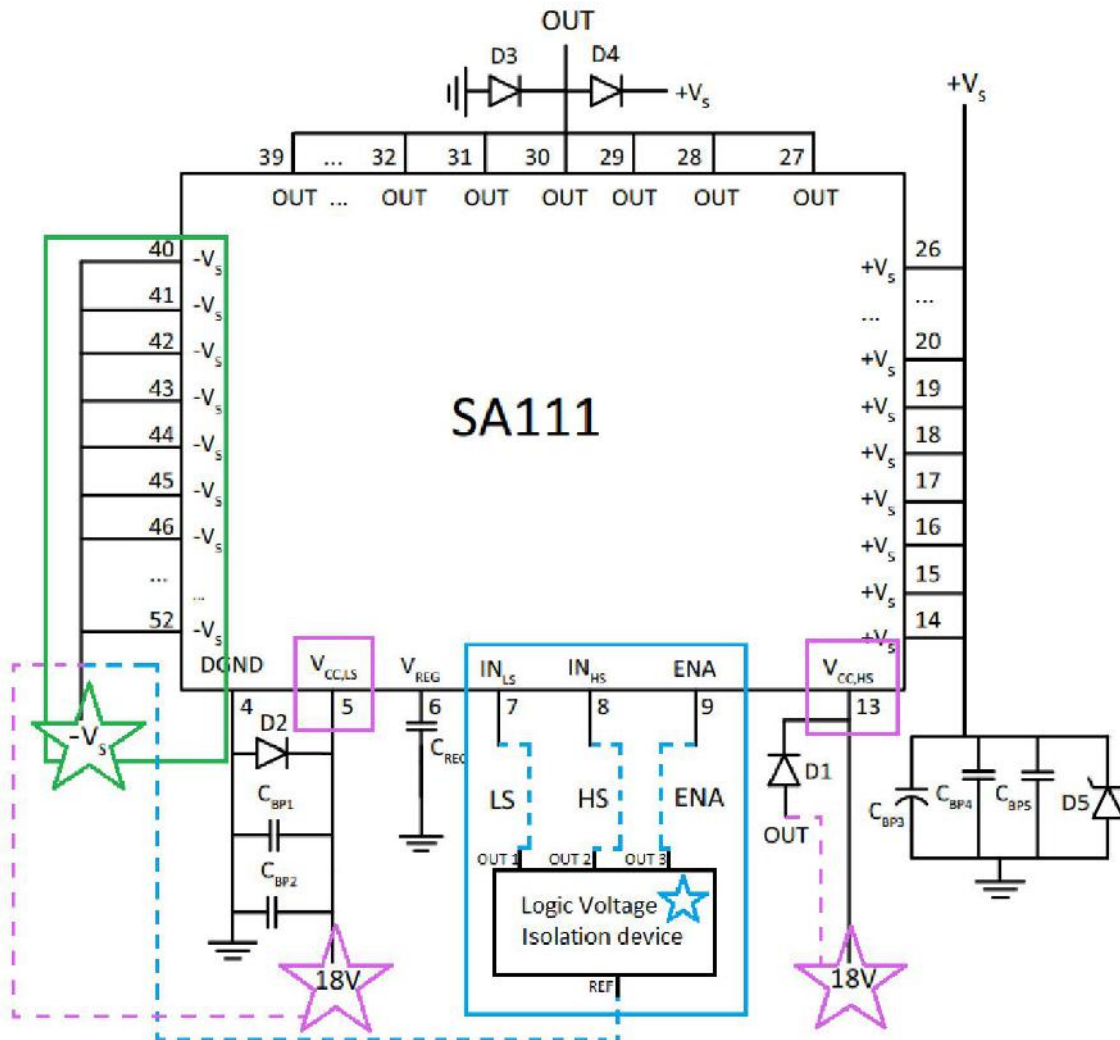 OUT
D3 D4
+Vs +Vs
39 ... 32 31 30 29 28 27
OUT ... OUT OUT OUT OUT OUT OUT
40 -Vs +Vs 26
41 -Vs ... ...
42 -Vs +Vs 20
43 -Vs +Vs 19
44 -Vs +Vs 18
45 -Vs +Vs 17
46 -Vs +Vs 16
... ... +Vs 15
52 -Vs +Vs 14
SA111
DGND VCC,LS VREG INLS INHS ENA VCC,HS
4 5 6 7 8 9 13
-Vs
D2 CREG D1
CBP1 LS HS ENA OUT
CBP3 CBP4 CBP5 D5
CBP2 OUT 1 OUT 2 OUT 3
Logic Voltage
Isolation device
18V REF 18V